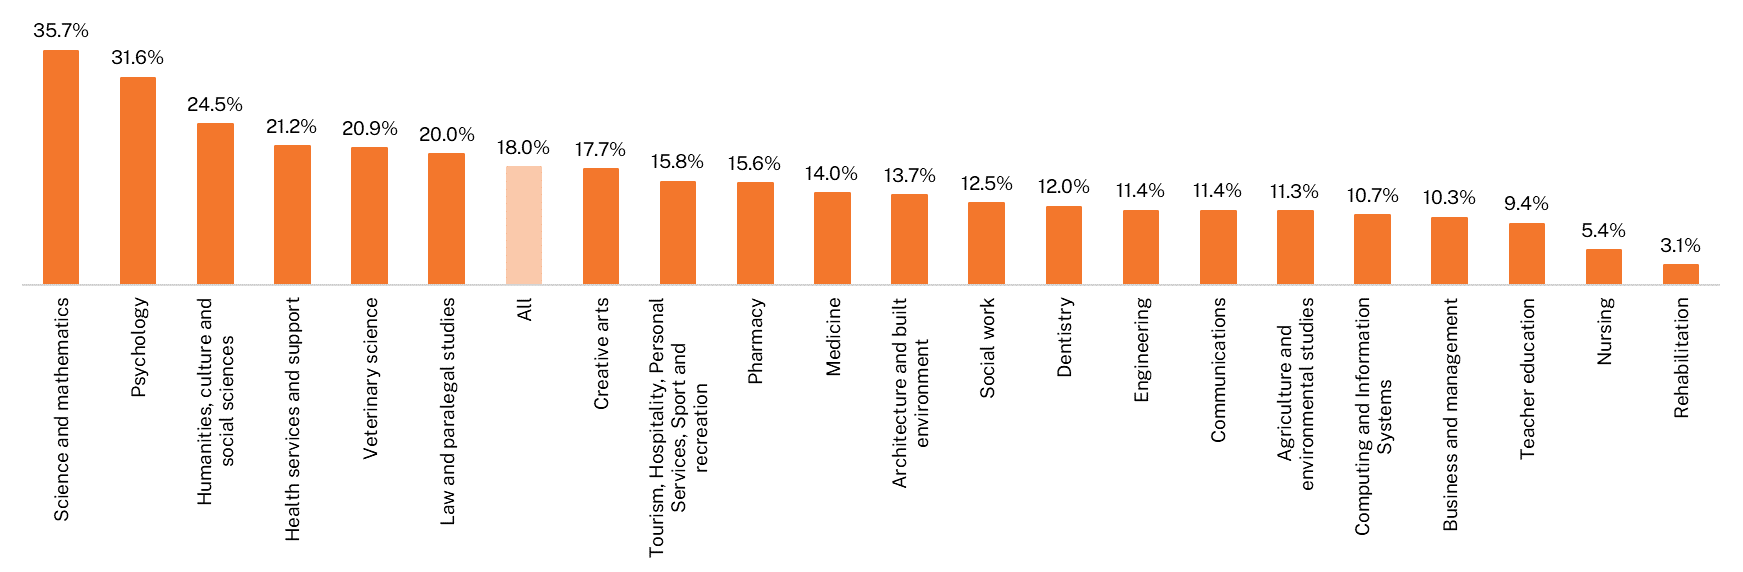 35.7%
31.6%
24.5%
21.2%
20.9%
20.0%
18.0%
17.7%
15.8%
15.6%
14.0%
13.7%
12.5%
12.0%
11.4%
11.4%
11.3%
10.7%
10.3%
9.4%
5.4%
3.1%
Science and mathematics
Psychology
Humanities, culture and
social sciences
Health services and support
Veterinary science
Law and paralegal studies
All
Creative arts
Tourism, Hospitality, Personal
Services, Sport and
recreation
Pharmacy
Medicine
Architecture and built
environment
Social work
Dentistry
Engineering
Communications
Agriculture and
environmental studies
Computing and Information
Systems
Business and management
Teacher education
Nursing
Rehabilitation